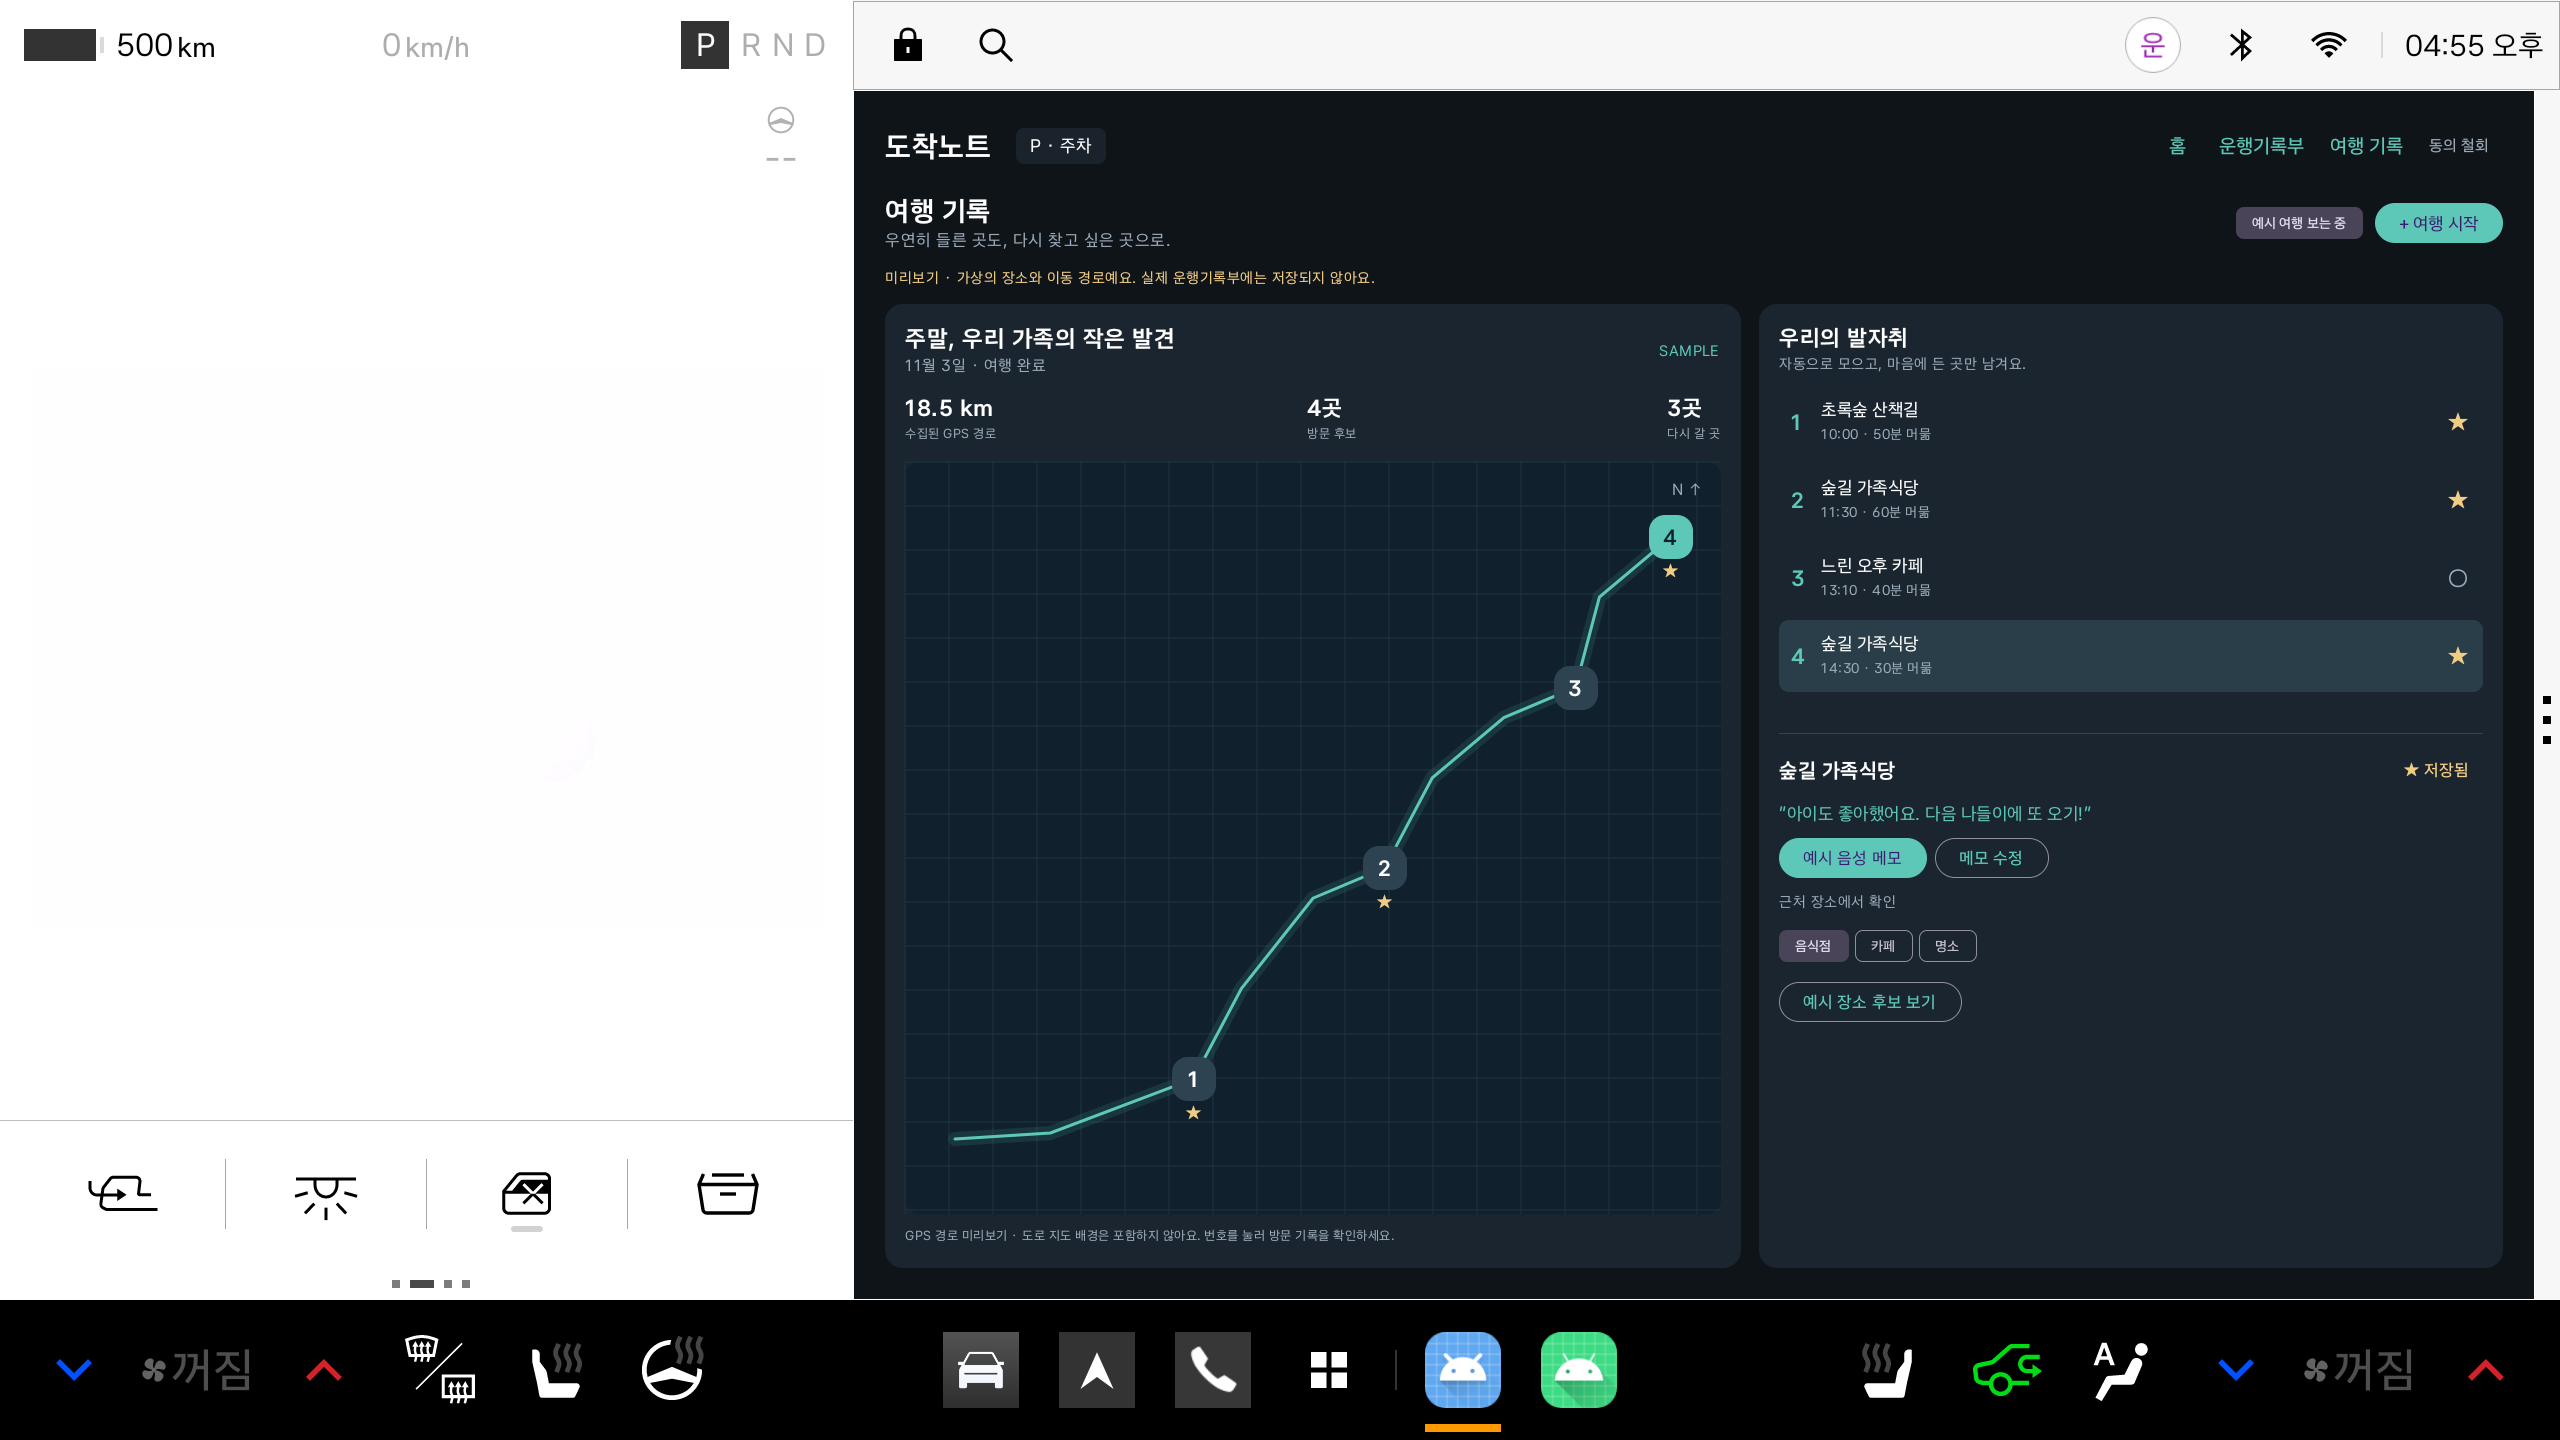 500 km
0 km/h
P R N D
운
04:55 오후
도착노트
P · 주차
홈
운행기록부
여행 기록
동의 철회
여행 기록
우연히 들른 곳도, 다시 찾고 싶은 곳으로.
예시 여행 보는 중
+ 여행 시작
미리보기 · 가상의 장소와 이동 경로예요. 실제 운행기록부에는 저장되지 않아요.
주말, 우리 가족의 작은 발견
11월 3일 · 여행 완료
SAMPLE
18.5 km
수집된 GPS 경로
4곳
방문 후보
3곳
다시 갈 곳
N ↑
4
★
3
2
★
1
★
GPS 경로 미리보기 · 도로 지도 배경은 포함하지 않아요. 번호를 눌러 방문 기록을 확인하세요.
우리의 발자취
자동으로 모으고, 마음에 든 곳만 남겨요.
1 초록숲 산책길 ★
10:00 · 50분 머묾
2 숲길 가족식당 ★
11:30 · 60분 머묾
3 느린 오후 카페 ○
13:10 · 40분 머묾
4 숲길 가족식당 ★
14:30 · 30분 머묾
숲길 가족식당
★ 저장됨
“아이도 좋아했어요. 다음 나들이에 또 오기!”
예시 음성 메모
메모 수정
근처 장소에서 확인
음식점
카페
명소
예시 장소 후보 보기
꺼짐
A
꺼짐